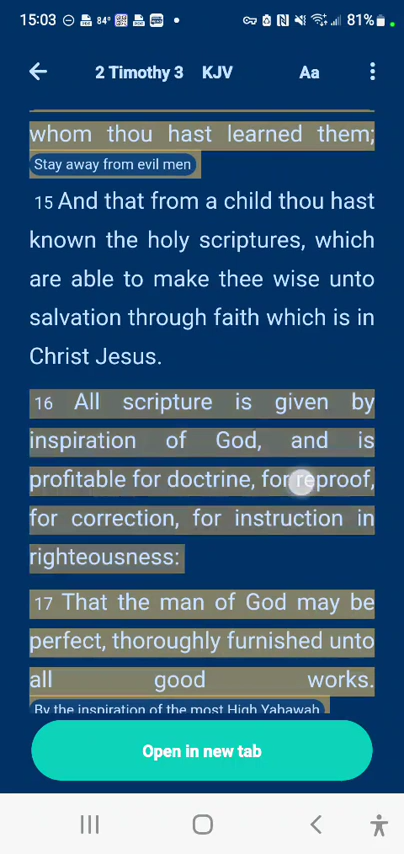 15:03 84° 81%
2 Timothy 3 KJV Aa
whom thou hast learned them;
Stay away from evil men
15 And that from a child thou hast
known the holy scriptures, which
are able to make thee wise unto
salvation through faith which is in
Christ Jesus.
16 All scripture is given by
inspiration of God, and is
profitable for doctrine, for reproof,
for correction, for instruction in
righteousness:
17 That the man of God may be
perfect, thoroughly furnished unto
all good works.
By the inspiration of the most High Yahawah
Open in new tab